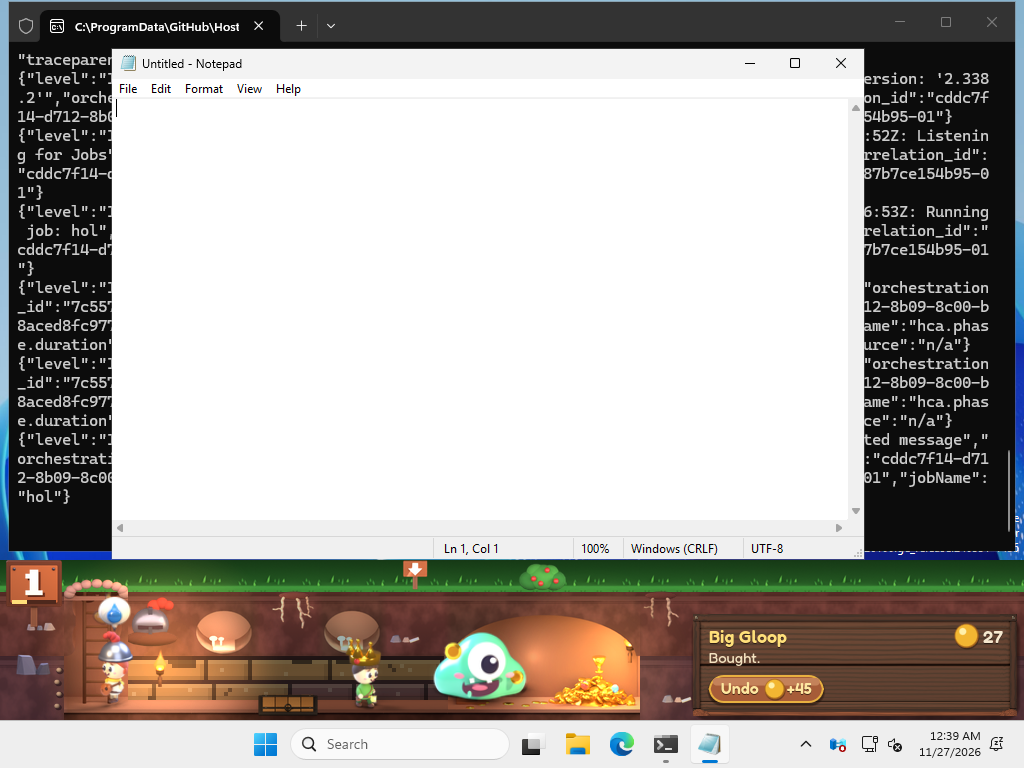 C:\ProgramData\GitHub\Host
"traceparen
{"level":"I
ersion: '2.338
.2'","orche
on_id":"cddc7f
14-d712-8b0
54b95-01"}
{"level":"I
:52Z: Listenin
g for Jobs"
rrelation_id":
"cddc7f14-d
87b7ce154b95-0
1"}
{"level":"I
6:53Z: Running
job: hol",
relation_id":"
cddc7f14-d7
7b7ce154b95-01
"}
{"level":"I
"orchestration
_id":"7c557
12-8b09-8c00-b
8aced8fc977
ame":"hca.phas
e.duration"
urce":"n/a"}
{"level":"I
"orchestration
_id":"7c557
12-8b09-8c00-b
8aced8fc977
ame":"hca.phas
e.duration"
ce":"n/a"}
{"level":"I
ted message","
orchestrati
:"cddc7f14-d71
2-8b09-8c00
01","jobName":
"hol"}
Untitled - Notepad
File Edit Format View Help
Ln 1, Col 1 100% Windows (CRLF) UTF-8
1
Big Gloop 27
Bought.
Undo +45
Search
12:39 AM
11/27/2026